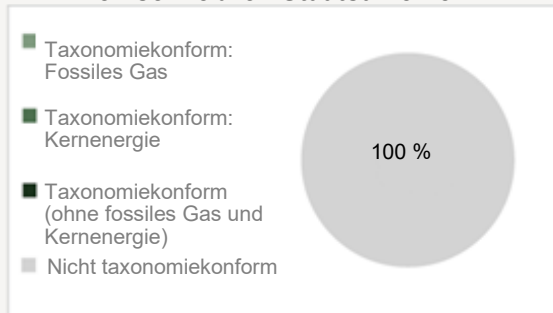 Taxonomiekonform:
Fossiles Gas
Taxonomiekonform:
Kernenergie
100 %
Taxonomiekonform
(ohne fossiles Gas und
Kernenergie)
Nicht taxonomiekonform